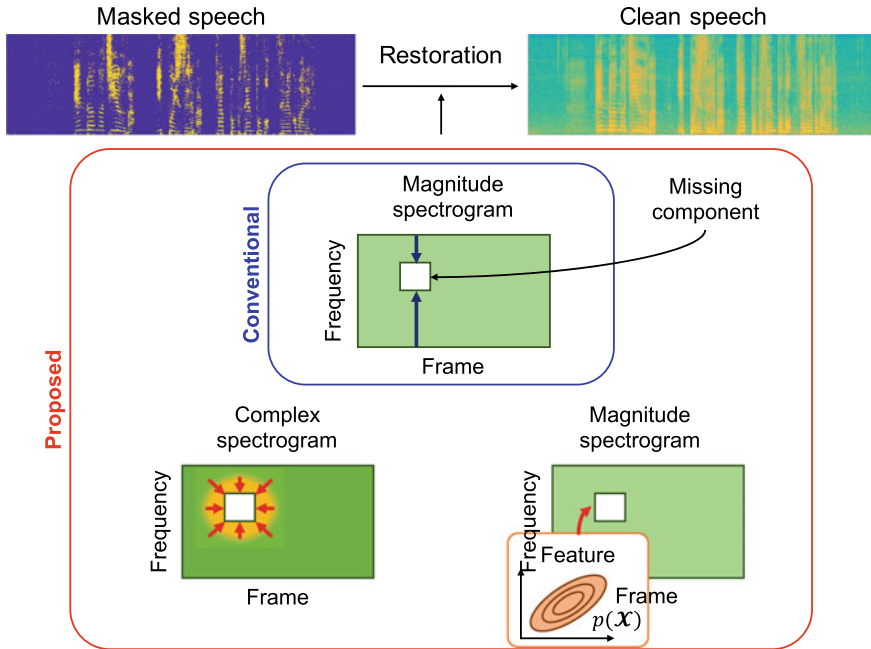 Masked speech
Clean speech
Restoration
Magnitude
spectrogram
Missing
component
Conventional
Frequency
Frame
Proposed
Complex
spectrogram
Frequency
Frame
Magnitude
spectrogram
Frequency
Feature
Frame
p(𝓧)